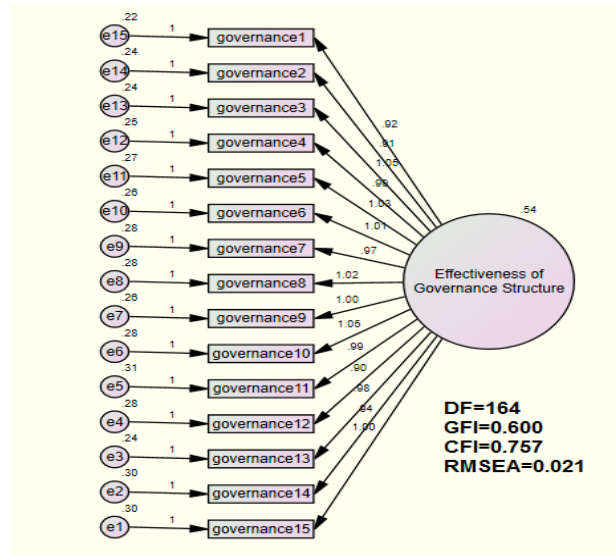 .22
e15 1 governance1
.24
e14 1 governance2
.24
e13 1 governance3
.25
e12 1 governance4
.27
e11 1 governance5
.26
e10 1 governance6
.28
e9 1 governance7
.28
e8 1 governance8
.26
e7 1 governance9
.28
e6 1 governance10
.31
e5 1 governance11
.28
e4 1 governance12
.24
e3 1 governance13
.30
e2 1 governance14
.30
e1 1 governance15
.92
.91
1.05
.99
1.03
1.01
.97
1.02
1.00
1.05
.99
.90
.98
.94
1.00
.54
Effectiveness of
Governance Structure
DF=164
GFI=0.600
CFI=0.757
RMSEA=0.021